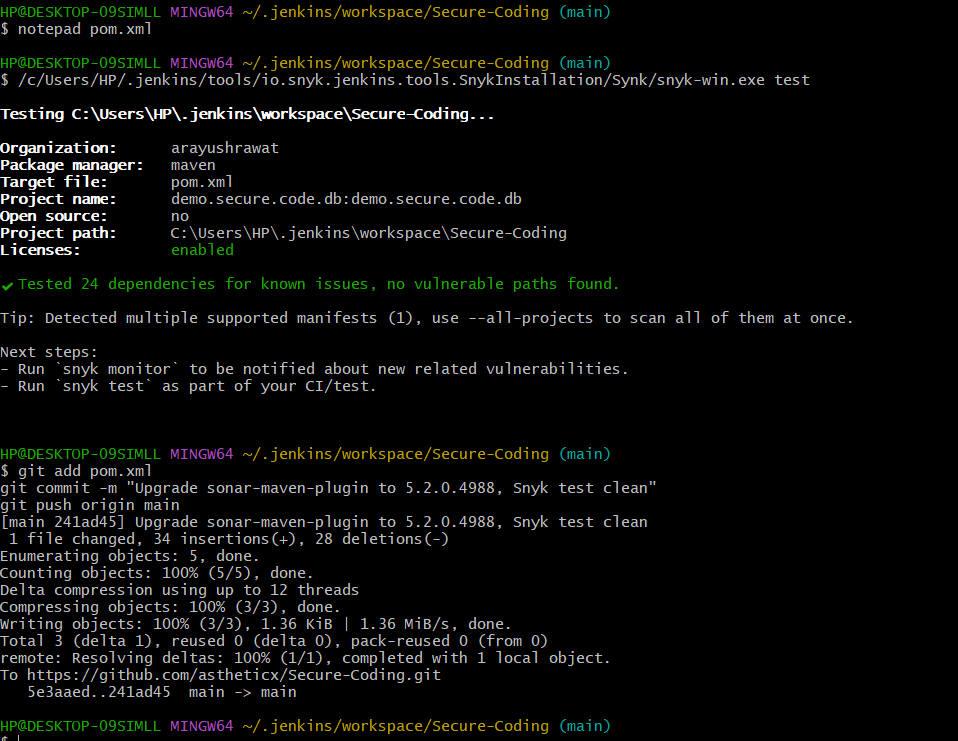 HP@DESKTOP-O9SIMLL MINGW64 ~/.jenkins/workspace/Secure-Coding (main)
$ notepad pom.xml
HP@DESKTOP-O9SIMLL MINGW64 ~/.jenkins/workspace/Secure-Coding (main)
$ /c/Users/HP/.jenkins/tools/io.snyk.jenkins.tools.SnykInstallation/Synk/snyk-win.exe test
Testing C:\Users\HP\.jenkins\workspace\Secure-Coding...
Organization:      arayushrawat
Package manager:   maven
Target file:       pom.xml
Project name:      demo.secure.code.db:demo.secure.code.db
Open source:       no
Project path:      C:\Users\HP\.jenkins\workspace\Secure-Coding
Licenses:          enabled
✔ Tested 24 dependencies for known issues, no vulnerable paths found.
Tip: Detected multiple supported manifests (1), use --all-projects to scan all of them at once.
Next steps:
- Run `snyk monitor` to be notified about new related vulnerabilities.
- Run `snyk test` as part of your CI/test.
HP@DESKTOP-O9SIMLL MINGW64 ~/.jenkins/workspace/Secure-Coding (main)
$ git add pom.xml
git commit -m "Upgrade sonar-maven-plugin to 5.2.0.4988, Snyk test clean"
git push origin main
[main 241ad45] Upgrade sonar-maven-plugin to 5.2.0.4988, Snyk test clean
 1 file changed, 34 insertions(+), 28 deletions(-)
Enumerating objects: 5, done.
Counting objects: 100% (5/5), done.
Delta compression using up to 12 threads
Compressing objects: 100% (3/3), done.
Writing objects: 100% (3/3), 1.36 KiB | 1.36 MiB/s, done.
Total 3 (delta 1), reused 0 (delta 0), pack-reused 0 (from 0)
remote: Resolving deltas: 100% (1/1), completed with 1 local object.
To https://github.com/astheticx/Secure-Coding.git
   5e3aaed..241ad45  main -> main
HP@DESKTOP-O9SIMLL MINGW64 ~/.jenkins/workspace/Secure-Coding (main)
$